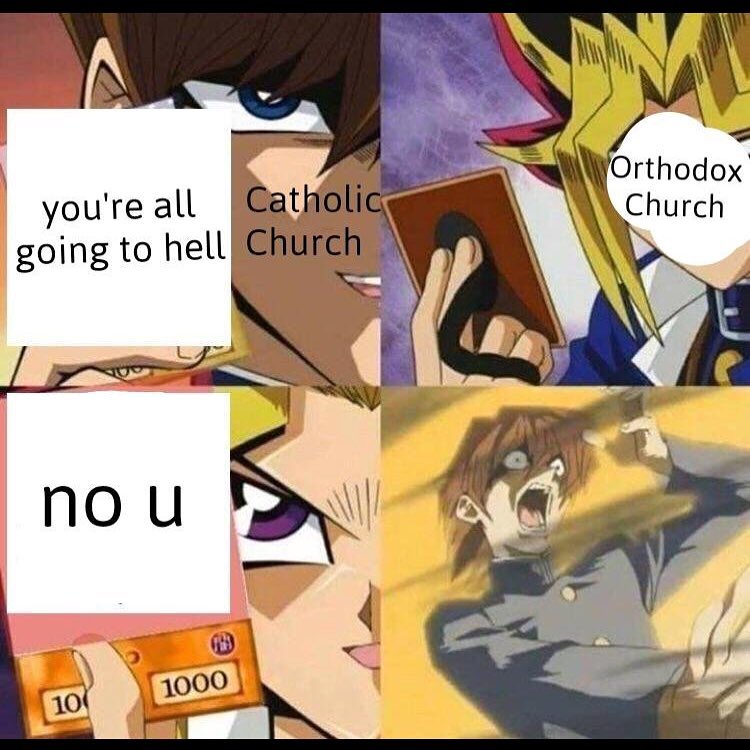 you're all
going to hell
Catholic
Church
Orthodox
Church
no u
1000